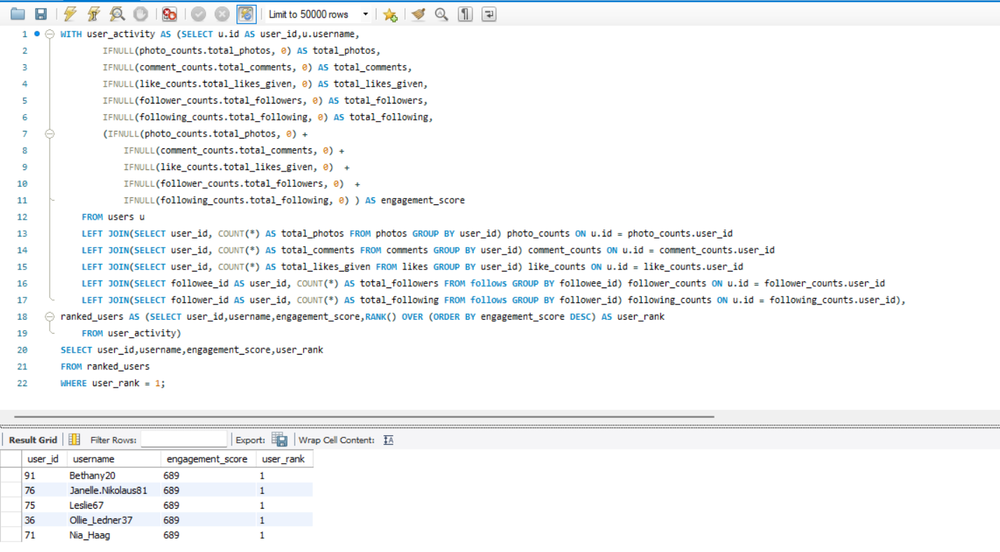 Limit to 50000 rows
1 WITH user_activity AS (SELECT u.id AS user_id,u.username,
2 IFNULL(photo_counts.total_photos, 0) AS total_photos,
3 IFNULL(comment_counts.total_comments, 0) AS total_comments,
4 IFNULL(like_counts.total_likes_given, 0) AS total_likes_given,
5 IFNULL(follower_counts.total_followers, 0) AS total_followers,
6 IFNULL(following_counts.total_following, 0) AS total_following,
7 (IFNULL(photo_counts.total_photos, 0) +
8 IFNULL(comment_counts.total_comments, 0) +
9 IFNULL(like_counts.total_likes_given, 0)  +
10 IFNULL(follower_counts.total_followers, 0)  +
11 IFNULL(following_counts.total_following, 0) ) AS engagement_score
12 FROM users u
13 LEFT JOIN(SELECT user_id, COUNT(*) AS total_photos FROM photos GROUP BY user_id) photo_counts ON u.id = photo_counts.user_id
14 LEFT JOIN(SELECT user_id, COUNT(*) AS total_comments FROM comments GROUP BY user_id) comment_counts ON u.id = comment_counts.user_id
15 LEFT JOIN(SELECT user_id, COUNT(*) AS total_likes_given FROM likes GROUP BY user_id) like_counts ON u.id = like_counts.user_id
16 LEFT JOIN(SELECT followee_id AS user_id, COUNT(*) AS total_followers FROM follows GROUP BY followee_id) follower_counts ON u.id = follower_counts.user_id
17 LEFT JOIN(SELECT follower_id AS user_id, COUNT(*) AS total_following FROM follows GROUP BY follower_id) following_counts ON u.id = following_counts.user_id),
18 ranked_users AS (SELECT user_id,username,engagement_score,RANK() OVER (ORDER BY engagement_score DESC) AS user_rank
19 FROM user_activity)
20 SELECT user_id,username,engagement_score,user_rank
21 FROM ranked_users
22 WHERE user_rank = 1;
Result Grid Filter Rows: Export: Wrap Cell Content:
user_id username engagement_score user_rank
91 Bethany20 689 1
76 Janelle.Nikolaus81 689 1
75 Leslie67 689 1
36 Ollie_Ledner37 689 1
71 Nia_Haag 689 1